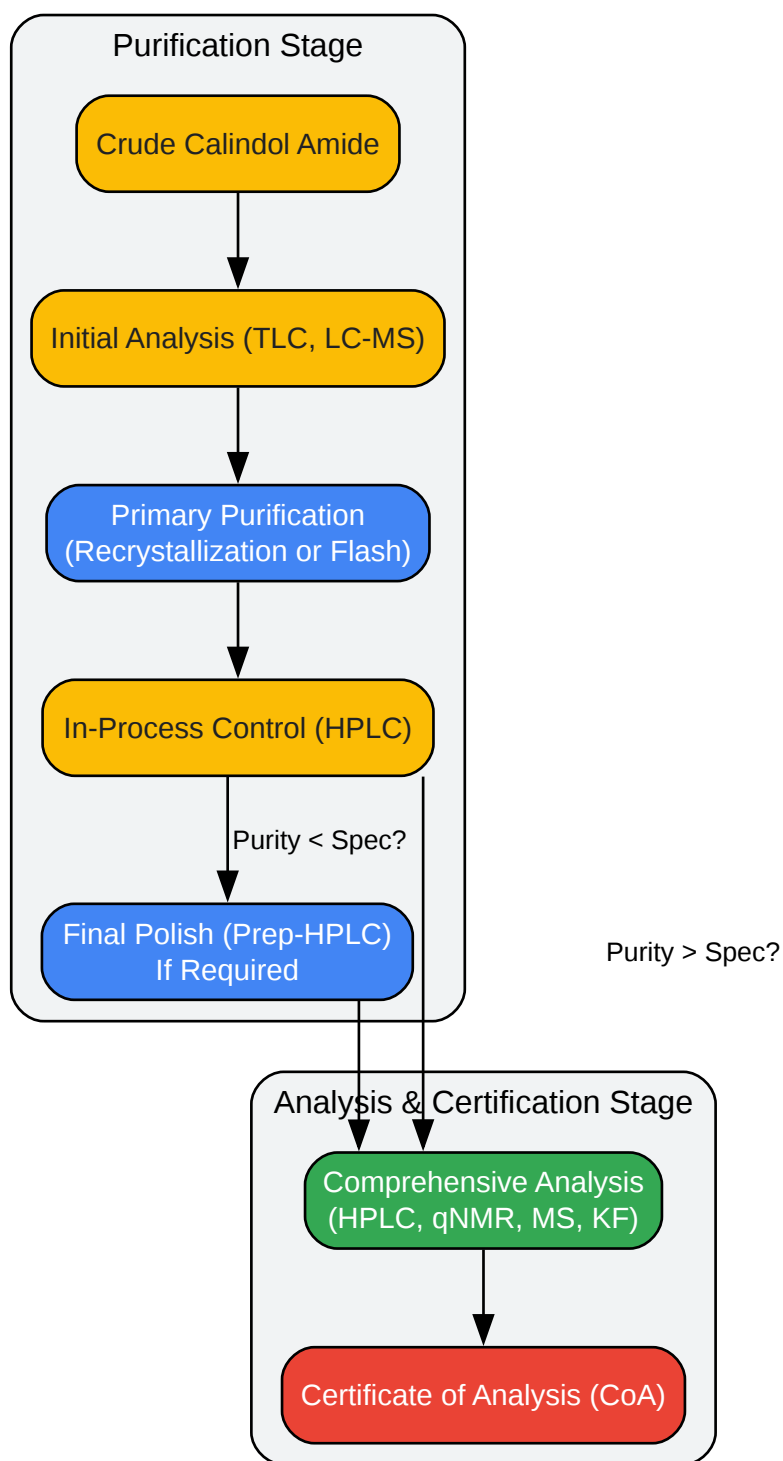 Purification Stage
Crude Calindol Amide
Initial Analysis (TLC, LC-MS)
Primary Purification
(Recrystallization or Flash)
In-Process Control (HPLC)
Purity < Spec?
Final Polish (Prep-HPLC)
If Required
Purity > Spec?
Analysis & Certification Stage
Comprehensive Analysis
(HPLC, qNMR, MS, KF)
Certificate of Analysis (CoA)